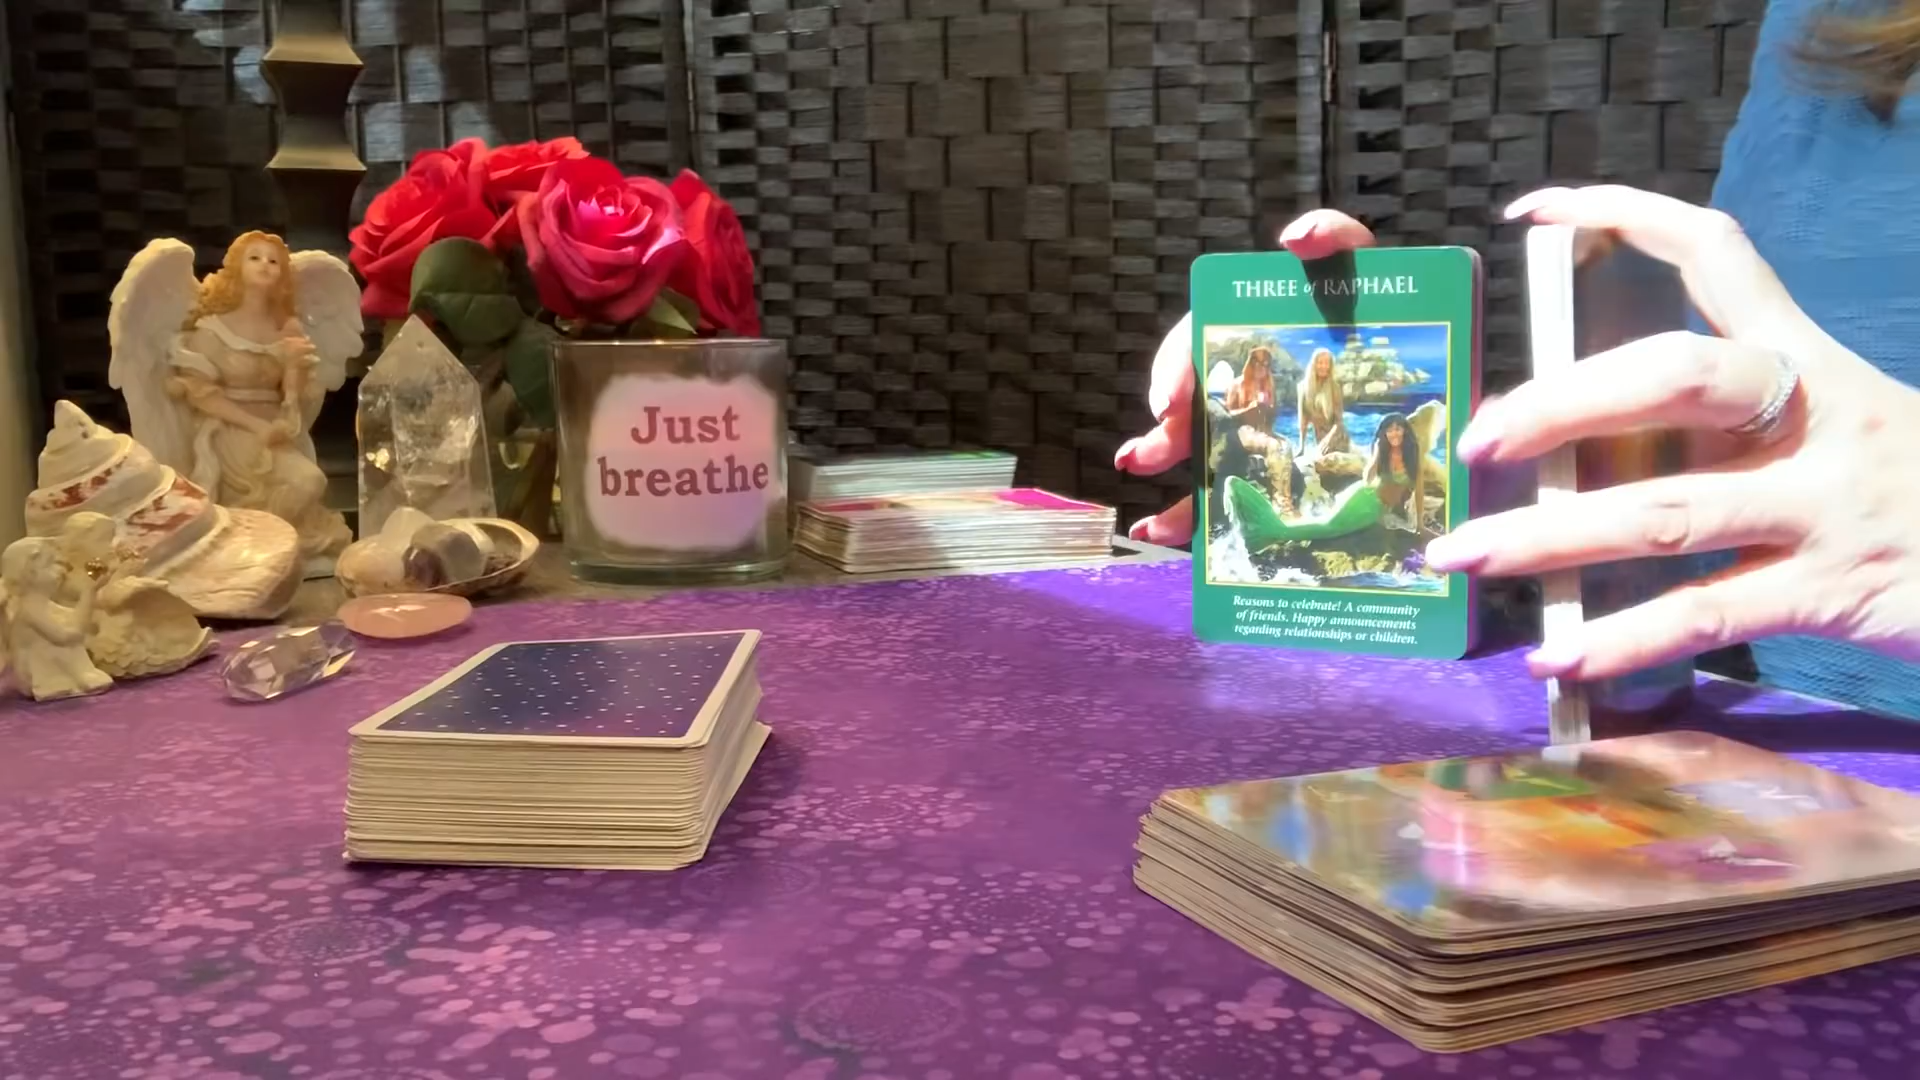 Just
breathe
THREE of RAPHAEL
Reasons to celebrate! A community
of friends. Happy announcements
regarding relationships or children.